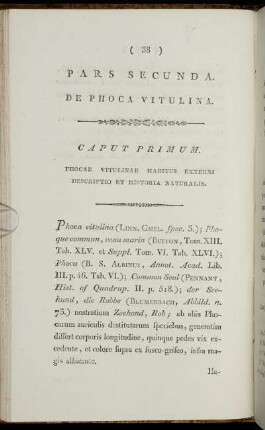 ( 38 )
PARS SECUNDA.
DE PHOCA VITULINA.
CAPUT PRIMUM.
PHOCAE VITULINAE HABITUS EXTERNI
DESCRIPTIO ET HISTORIA NATURALIS.
Phoca vitulina (LINN. GMEL. spec. 3.); Pho-
que commun, veau marin (BUFFON, Tom. XIII.
Tab. XLV. et Suppl. Tom. VI. Tab. XLVI.);
Phoca (B. S. ALBINUS, Annot. Acad. Lib.
III. p. 16. Tab. VI.); Common Seal (PENNANT,
Hist. of Quadrup. II. p. 518.); der See-
hund, die Robbe (BLUMENBACH, Abbild. n.
73.) nostratium Zeehond, Rob; ab aliis Pho-
carum auriculis destitutarum speciebus, generatim
differt corporis longitudine, quinque pedes vix ex-
cedente, et colore supra ex fusco-griseo, infra ma-
gis albicante.